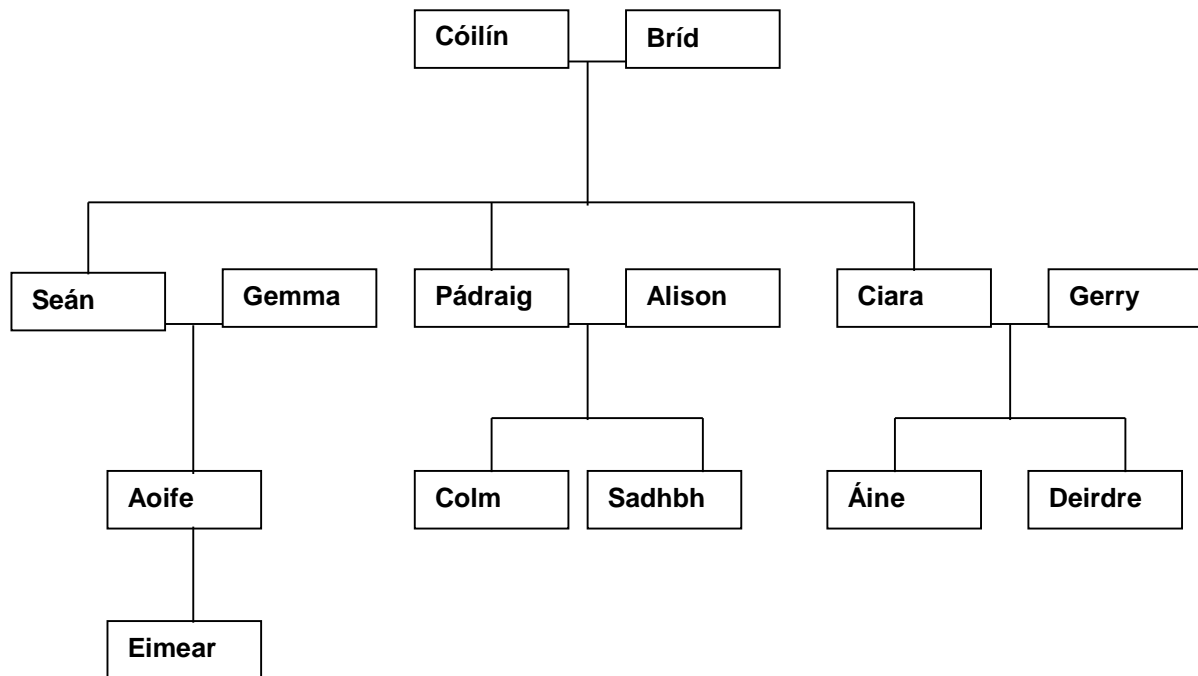 Cóilín Bríd
Seán Gemma Pádraig Alison Ciara Gerry
Aoife Colm Sadhbh Áine Deirdre
Eimear